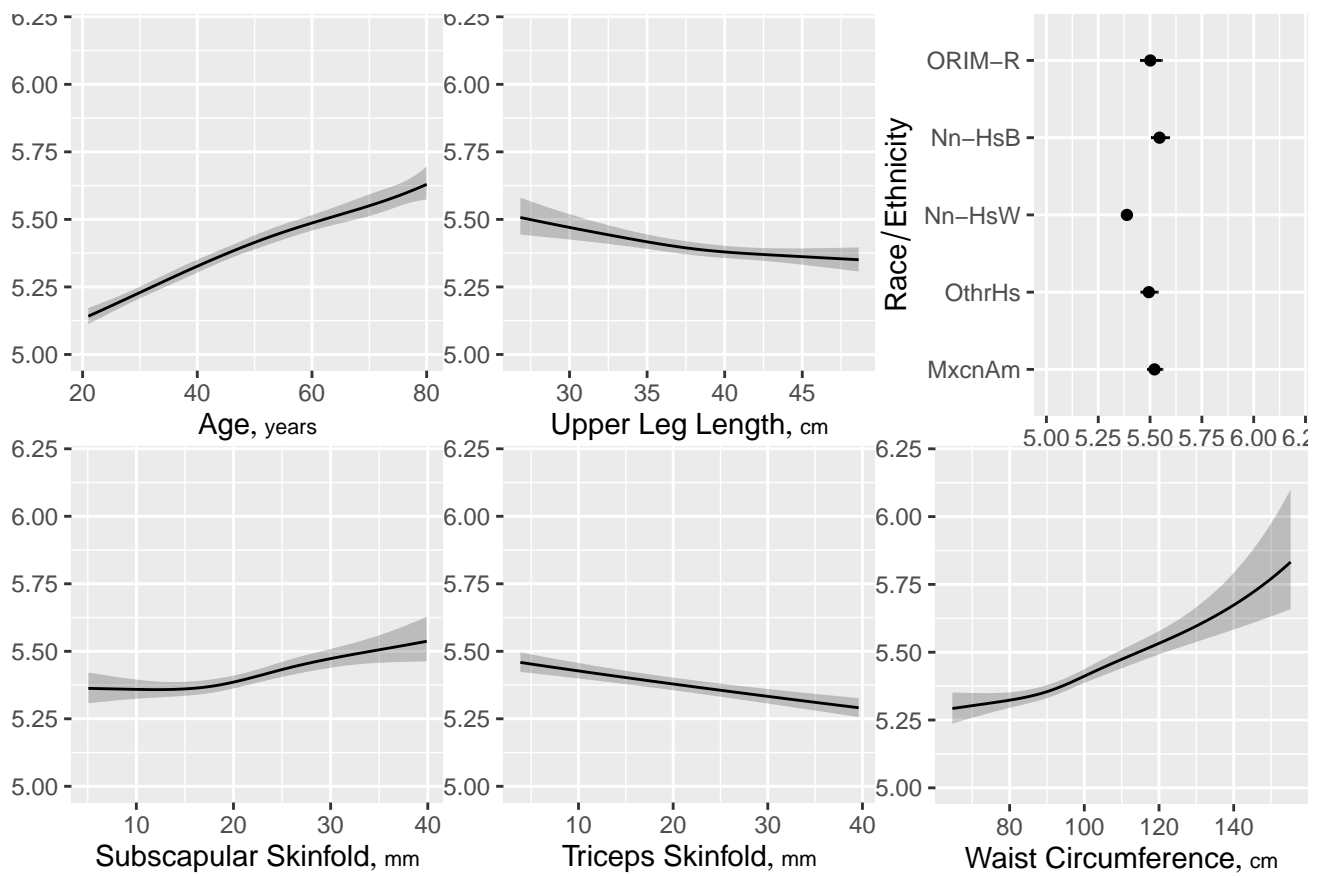 6.25
6.00
5.75
5.50
5.25
5.00
20 40 60 80
Age, years
6.25
6.00
5.75
5.50
5.25
5.00
30 35 40 45
Upper Leg Length, cm
Race/Ethnicity
ORIM−R
Nn−HsB
Nn−HsW
OthrHs
MxcnAm
5.00 5.25 5.50 5.75 6.00 6.2
6.25
6.00
5.75
5.50
5.25
5.00
10 20 30 40
Subscapular Skinfold, mm
6.25
6.00
5.75
5.50
5.25
5.00
10 20 30 40
Triceps Skinfold, mm
6.25
6.00
5.75
5.50
5.25
5.00
80 100 120 140
Waist Circumference, cm